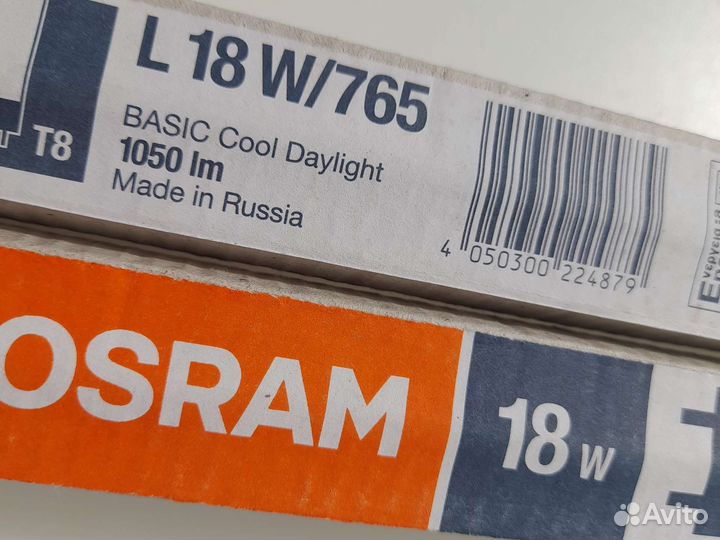 L 18 W/765
BASIC Cool Daylight
1050 lm
Made in Russia
T8
4 050300 224879
OSRAM
18 W
Avito